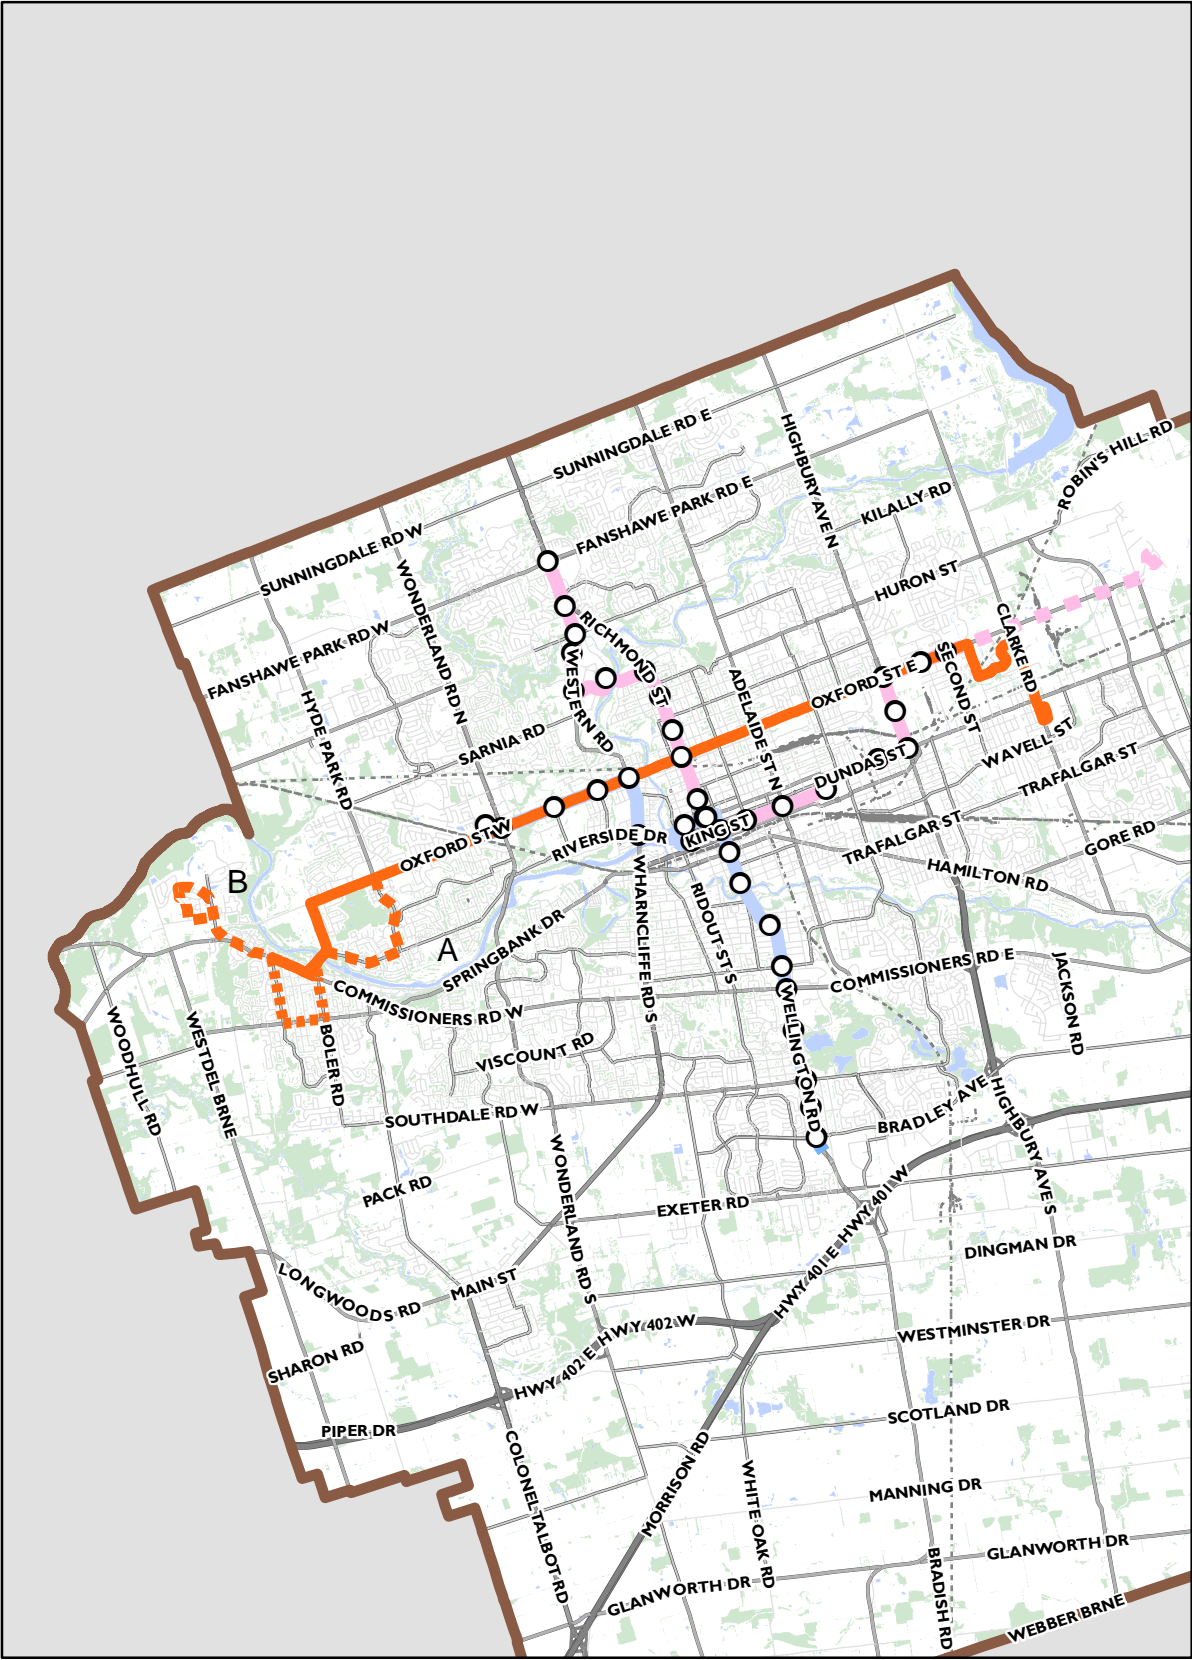 SUNNINGDALE RD E
HIGHBURY AVE N
ROBIN'S HILL RD
FANSHAWE PARK RD E
KILALLY RD
SUNNINGDALE RD W
WONDERLAND RD N
HURON ST
FANSHAWE PARK RD W
RICHMOND ST
CLARKE RD
WESTERN RD
SECOND ST
OXFORD ST E
ADELAIDE ST N
HYDE PARK RD
SARNIA RD
WAVELL ST
DUNDAS ST
TRAFALGAR ST
OXFORD ST W
RIVERSIDE DR
KING ST
TRAFALGAR ST
GORE RD
HAMILTON RD
B
WHARNCLIFFE RD S
RIDOUT ST S
SPRINGBANK DR
A
COMMISSIONERS RD E
JACKSON RD
COMMISSIONERS RD W
WELLINGTON RD
WOODHULL RD
WESTDEL BRNE
BOLER RD
VISCOUNT RD
SOUTHDALE RD W
BRADLEY AVE
HIGHBURY AVE S
WONDERLAND RD S
PACK RD
EXETER RD
HWY 401 W
HWY 401 E
DINGMAN DR
LONGWOODS RD
MAIN ST
HWY 402 W
HWY 402 E
WESTMINSTER DR
SHARON RD
SCOTLAND DR
PIPER DR
COLONEL TALBOT RD
MORRISON RD
WHITE OAK RD
MANNING DR
GLANWORTH DR
BRADISH RD
GLANWORTH DR
WEBBER BRNE